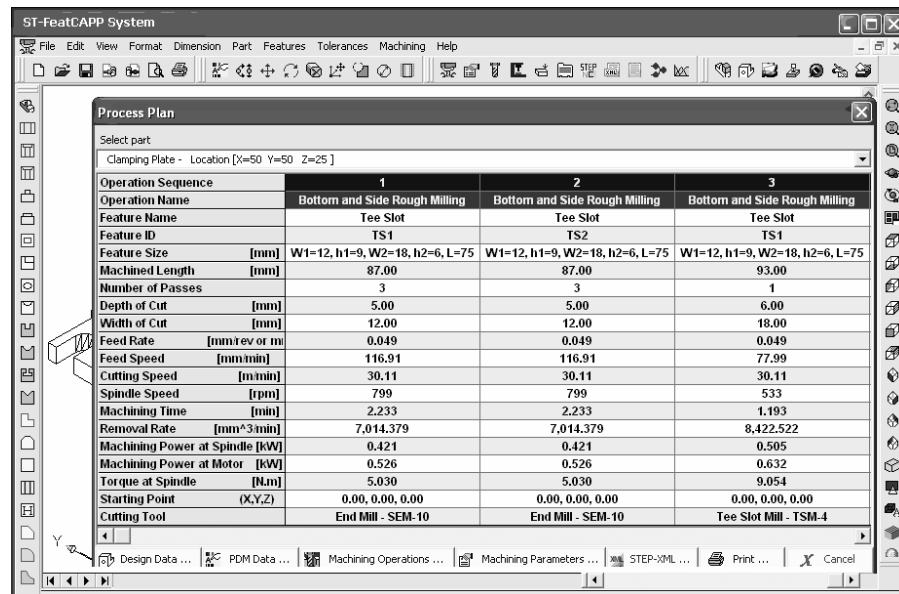 ST-FeatCAPP System
File Edit View Format Dimension Part Features Tolerances Machining Help
STEP
Process Plan
Select part
Clamping Plate - Location [X=50 Y=50 Z=25 ]
Operation Sequence 1 2 3
Operation Name Bottom and Side Rough Milling Bottom and Side Rough Milling Bottom and Side Rough Milling
Feature Name Tee Slot Tee Slot Tee Slot
Feature ID TS1 TS2 TS1
Feature Size [mm] W1=12, h1=9, W2=18, h2=6, L=75 W1=12, h1=9, W2=18, h2=6, L=75 W1=12, h1=9, W2=18, h2=6, L=75
Machined Length [mm] 87.00 87.00 93.00
Number of Passes 3 3 1
Depth of Cut [mm] 5.00 5.00 6.00
Width of Cut [mm] 12.00 12.00 18.00
Feed Rate [mm/rev or mi 0.049 0.049 0.049
Feed Speed [mm/min] 116.91 116.91 77.99
Cutting Speed [m/min] 30.11 30.11 30.11
Spindle Speed [rpm] 799 799 533
Machining Time [min] 2.233 2.233 1.193
Removal Rate [mm^3/min] 7,014.379 7,014.379 8,422.522
Machining Power at Spindle [kW] 0.421 0.421 0.505
Machining Power at Motor [kW] 0.526 0.526 0.632
Torque at Spindle [N.m] 5.030 5.030 9.054
Starting Point (X,Y,Z) 0.00, 0.00, 0.00 0.00, 0.00, 0.00 0.00, 0.00, 0.00
Cutting Tool End Mill - SEM-10 End Mill - SEM-10 Tee Slot Mill - TSM-4
Y
Design Data ... PDM Data ... Machining Operations ... Machining Parameters ... XML STEP-XML ... Print ... X Cancel